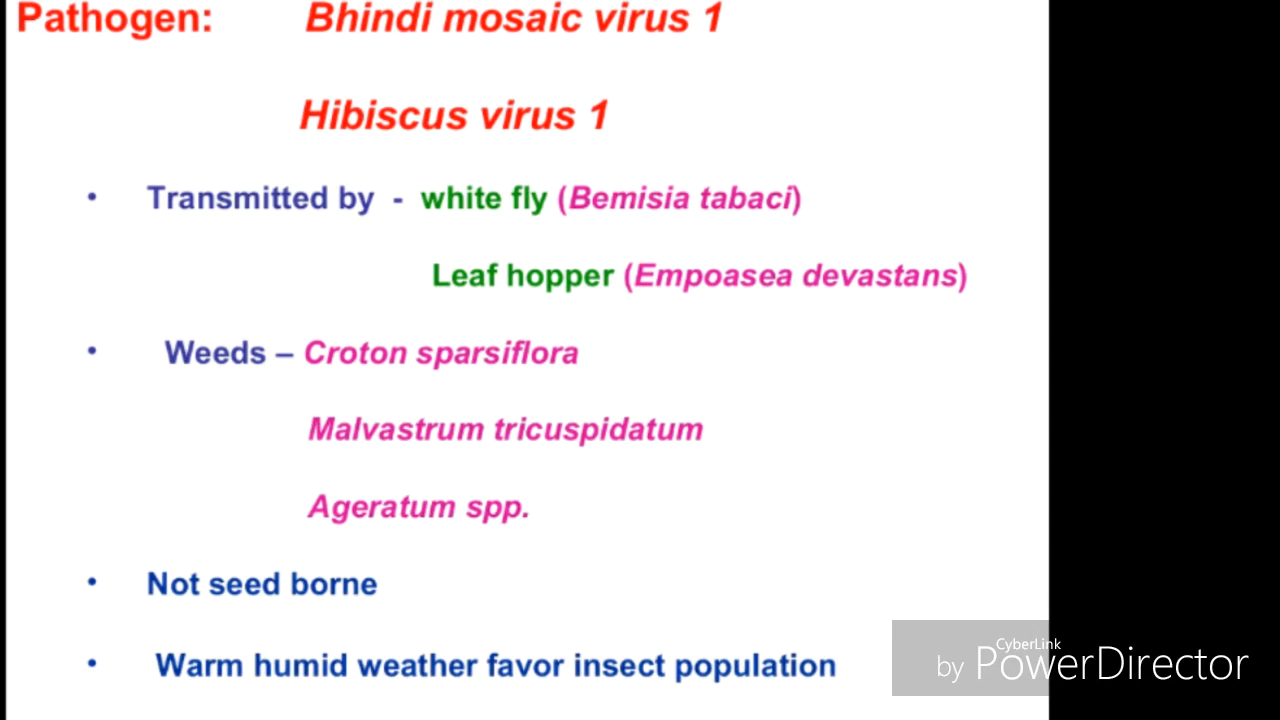 Pathogen: Bhindi mosaic virus 1
Hibiscus virus 1
• Transmitted by - white fly (Bemisia tabaci)
Leaf hopper (Empoasea devastans)
• Weeds – Croton sparsiflora
Malvastrum tricuspidatum
Ageratum spp.
• Not seed borne
• Warm humid weather favor insect population
CyberLink
by PowerDirector